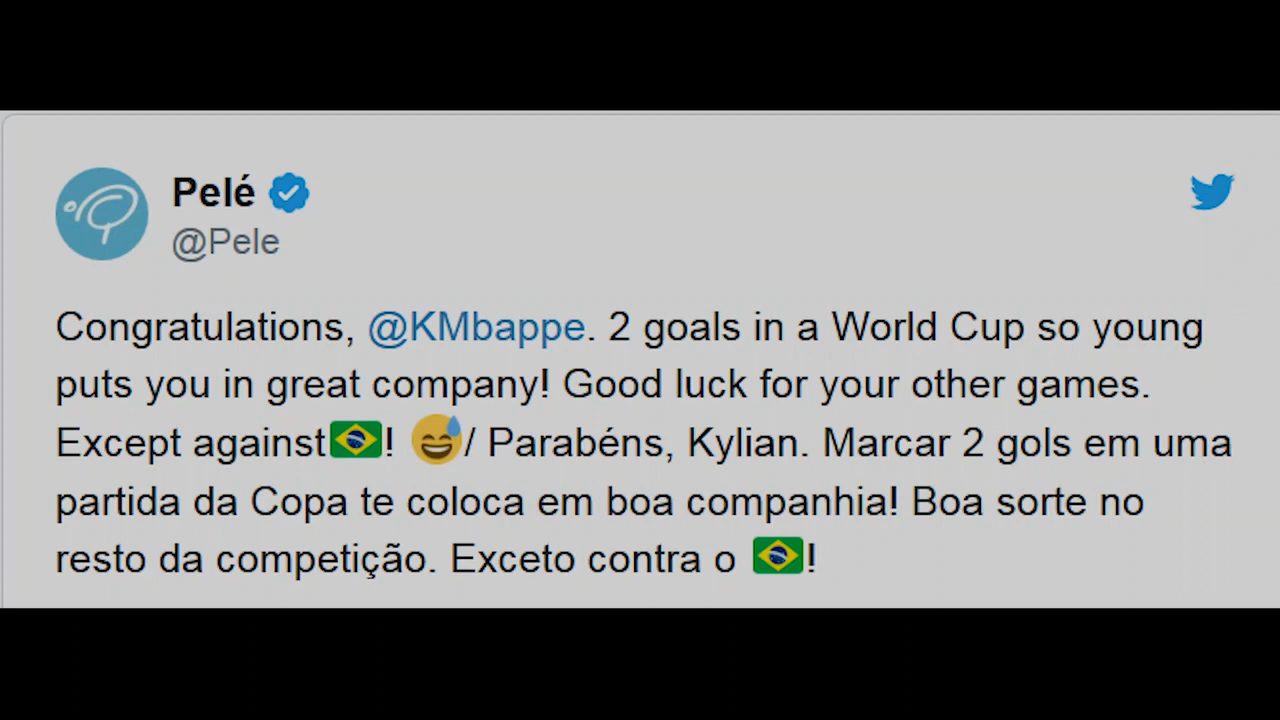 Pelé
@Pele
Congratulations, @KMbappe. 2 goals in a World Cup so young
puts you in great company! Good luck for your other games.
Except against🇧🇷! 😅/ Parabéns, Kylian. Marcar 2 gols em uma
partida da Copa te coloca em boa companhia! Boa sorte no
resto da competição. Exceto contra o 🇧🇷!